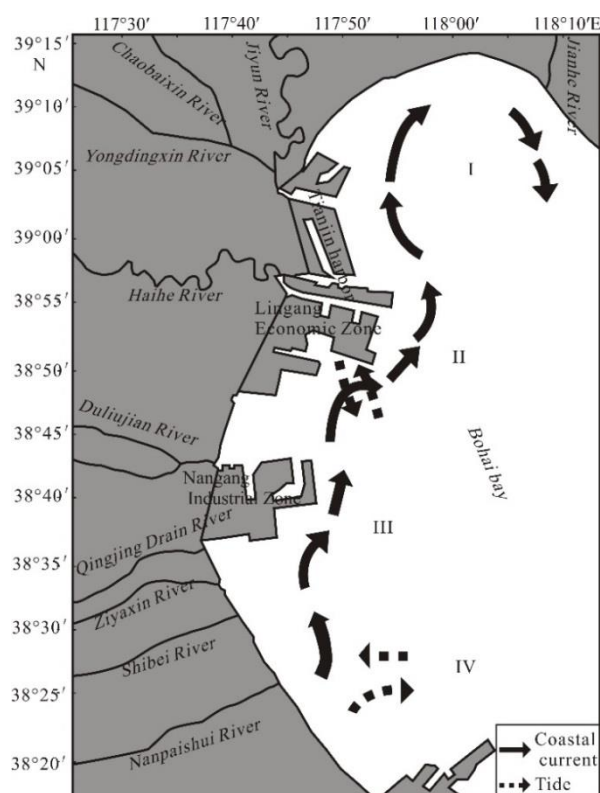 117°30′ 117°40′ 117°50′ 118°00′ 118°10′E
39°15′
N
39°10′
39°05′
39°00′
38°55′
38°50′
38°45′
38°40′
38°35′
38°30′
38°25′
38°20′
Chaobaixin River
Jiyun River
Jianhe River
Yongdingxin River
I
Tianjin harbour
Haihe River
Lingang
Economic Zone
II
Duliujian River
Bohai bay
Nangang
Industrial Zone
III
Qingjing Drain River
Ziyaxin River
Shibei River
IV
Nanpaishui River
Coastal
current
Tide